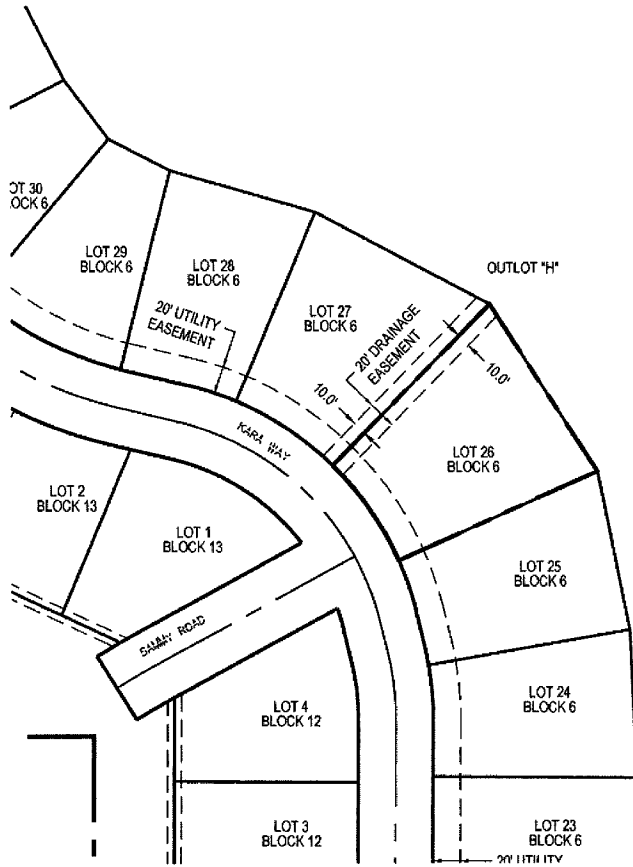 OT 30
OCK 6
LOT 29
BLOCK 6
LOT 28
BLOCK 6
20' UTILITY
EASEMENT
LOT 27
BLOCK 6
OUTLOT "H"
20' DRAINAGE
EASEMENT
10.0'
10.0'
KARA WAY
LOT 26
BLOCK 6
LOT 2
BLOCK 13
LOT 1
BLOCK 13
LOT 25
BLOCK 6
SAMMY ROAD
LOT 4
BLOCK 12
LOT 24
BLOCK 6
LOT 3
BLOCK 12
LOT 23
BLOCK 6
20' UTILITY